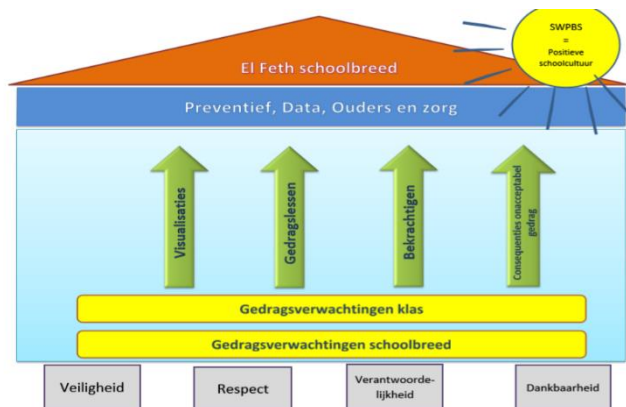 SWPBS
=
Positieve
schoolcultuur
El Feth schoolbreed
Preventief, Data, Ouders en zorg
Visualisaties
Gedragslessen
Bekrachtigen
Consequenties onacceptabel
gedrag
Gedragsverwachtingen klas
Gedragsverwachtingen schoolbreed
Veiligheid
Respect
Verantwoorde-
lijkheid
Dankbaarheid